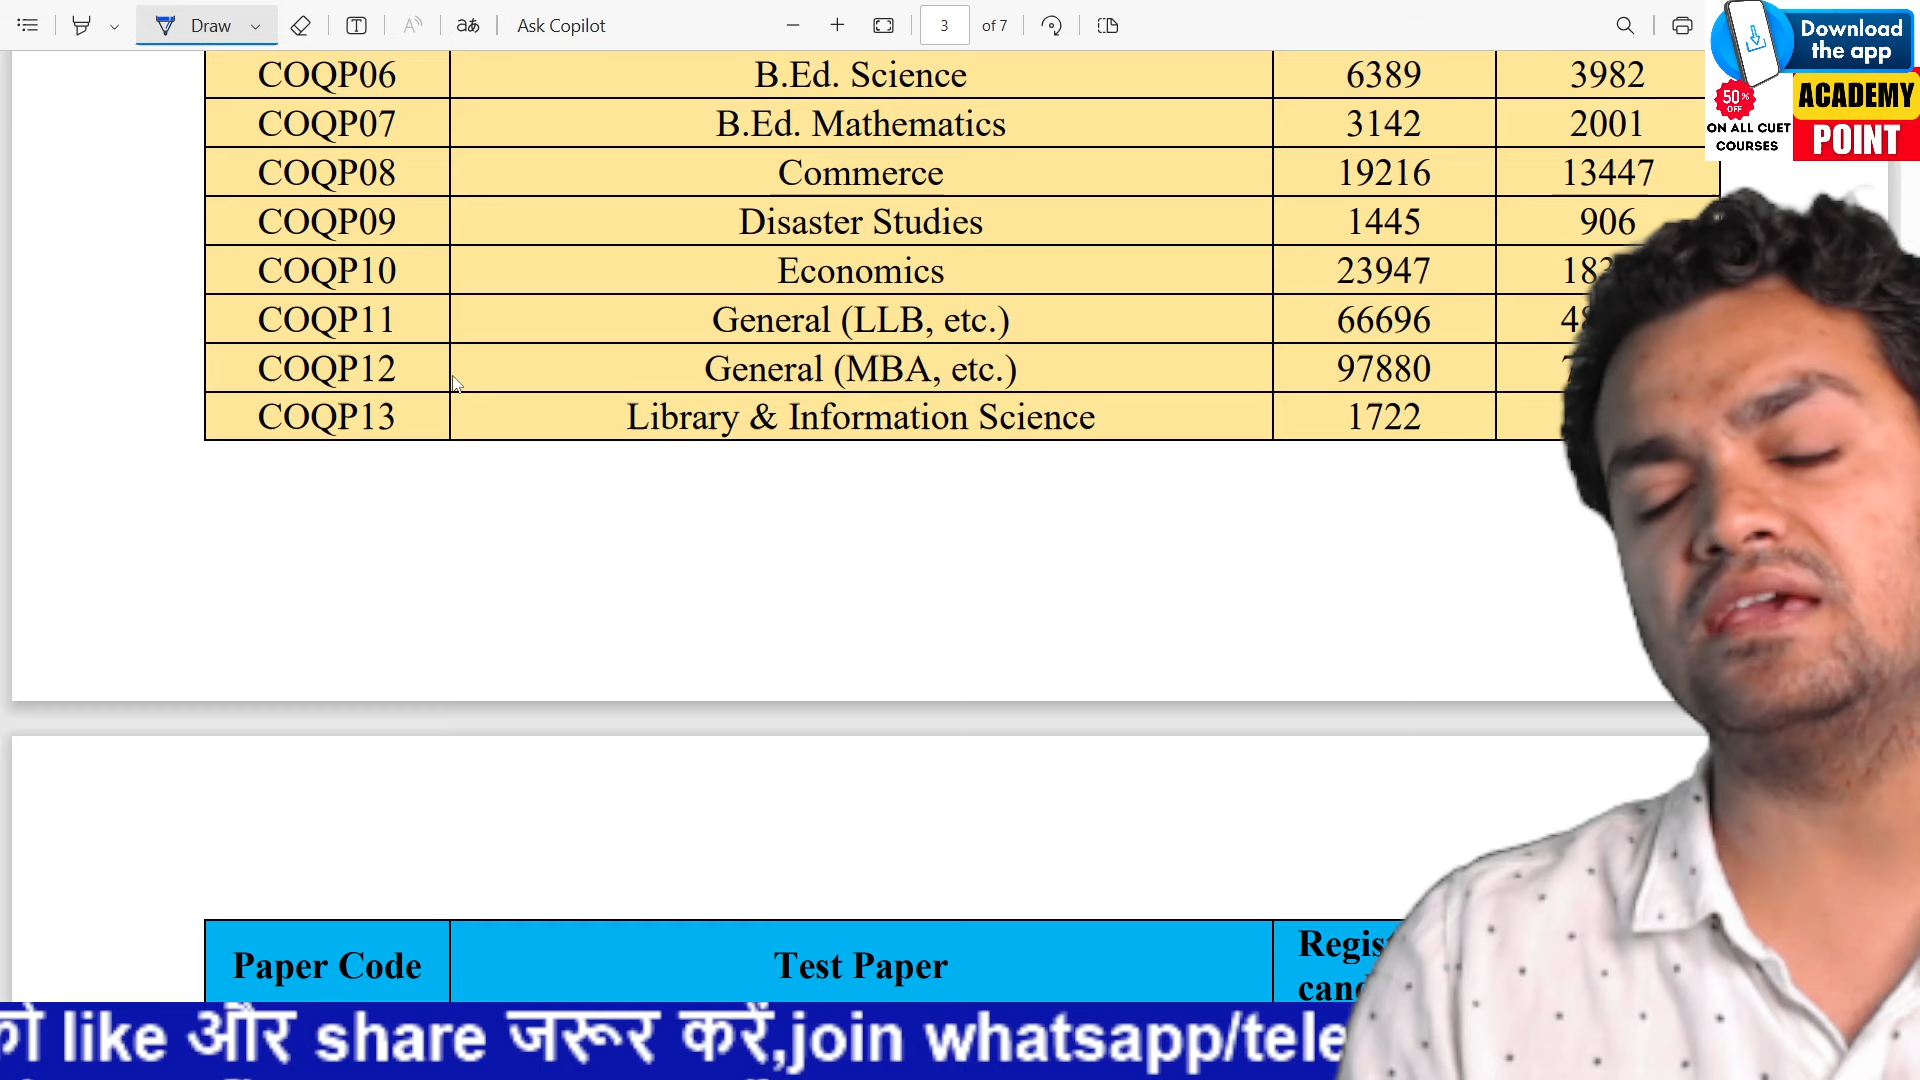 Draw
Ask Copilot
3 of 7
Download
the app
50% OFF
ON ALL CUET
COURSES
ACADEMY
POINT
COQP06 B.Ed. Science 6389 3982
COQP07 B.Ed. Mathematics 3142 2001
COQP08 Commerce 19216 13447
COQP09 Disaster Studies 1445 906
COQP10 Economics 23947
COQP11 General (LLB, etc.) 66696
COQP12 General (MBA, etc.) 97880
COQP13 Library & Information Science 1722
Paper Code Test Paper
like और share जरूर करें,join whatsapp/tele